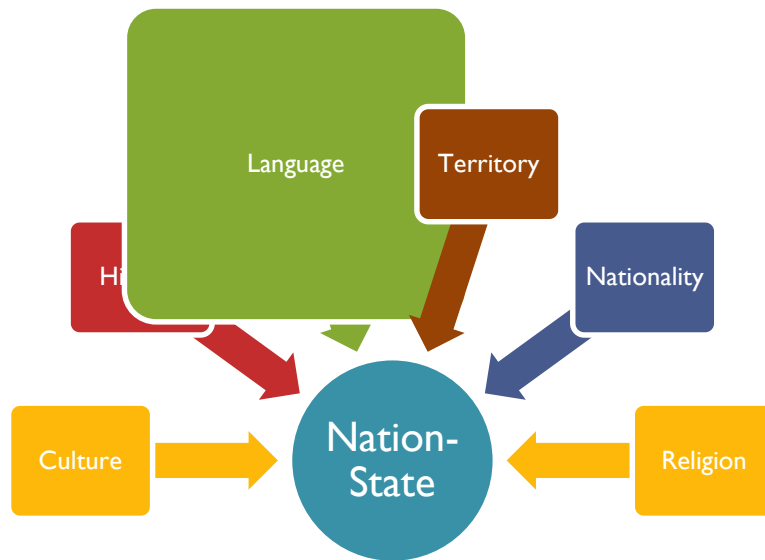 Language
Territory
Nationality
Culture
Nation-
State
Religion